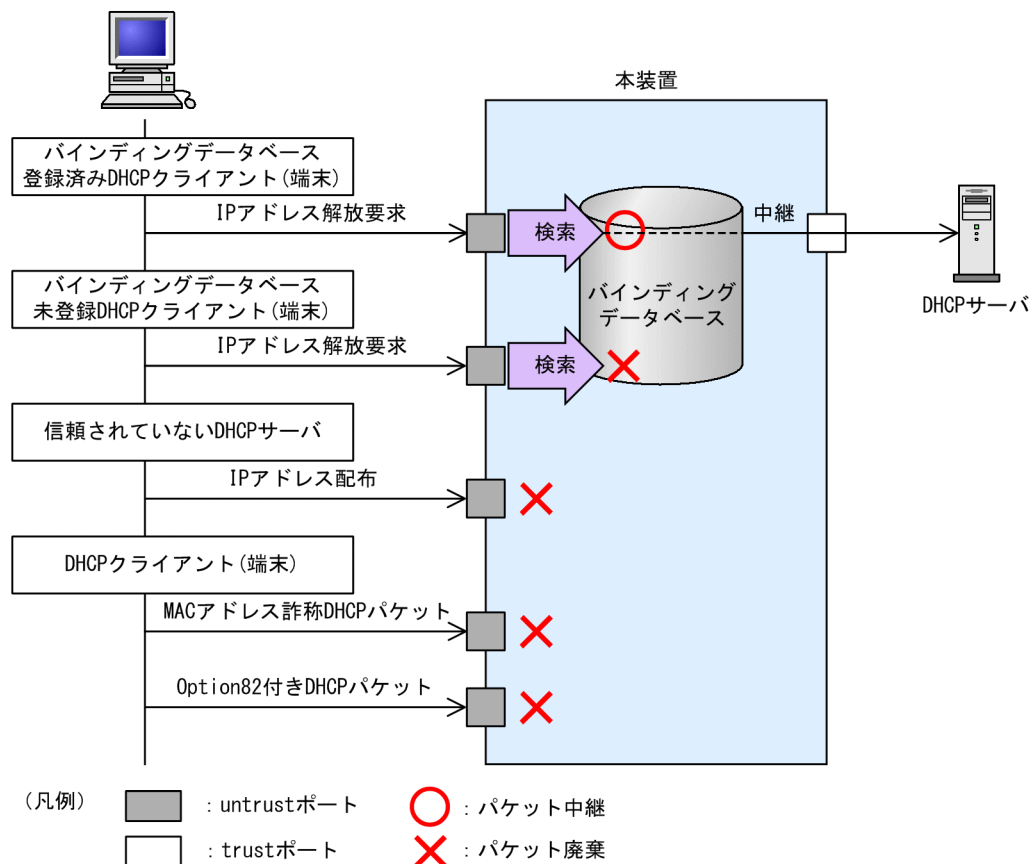 本装置
バインディングデータベース
登録済みDHCPクライアント(端末)
IPアドレス解放要求
検索
中継
バインディング
データベース
DHCPサーバ
バインディングデータベース
未登録DHCPクライアント(端末)
IPアドレス解放要求
検索
信頼されていないDHCPサーバ
IPアドレス配布
DHCPクライアント(端末)
MACアドレス詐称DHCPパケット
Option82付きDHCPパケット
(凡例)
:untrustポート
:パケット中継
:trustポート
:パケット廃棄